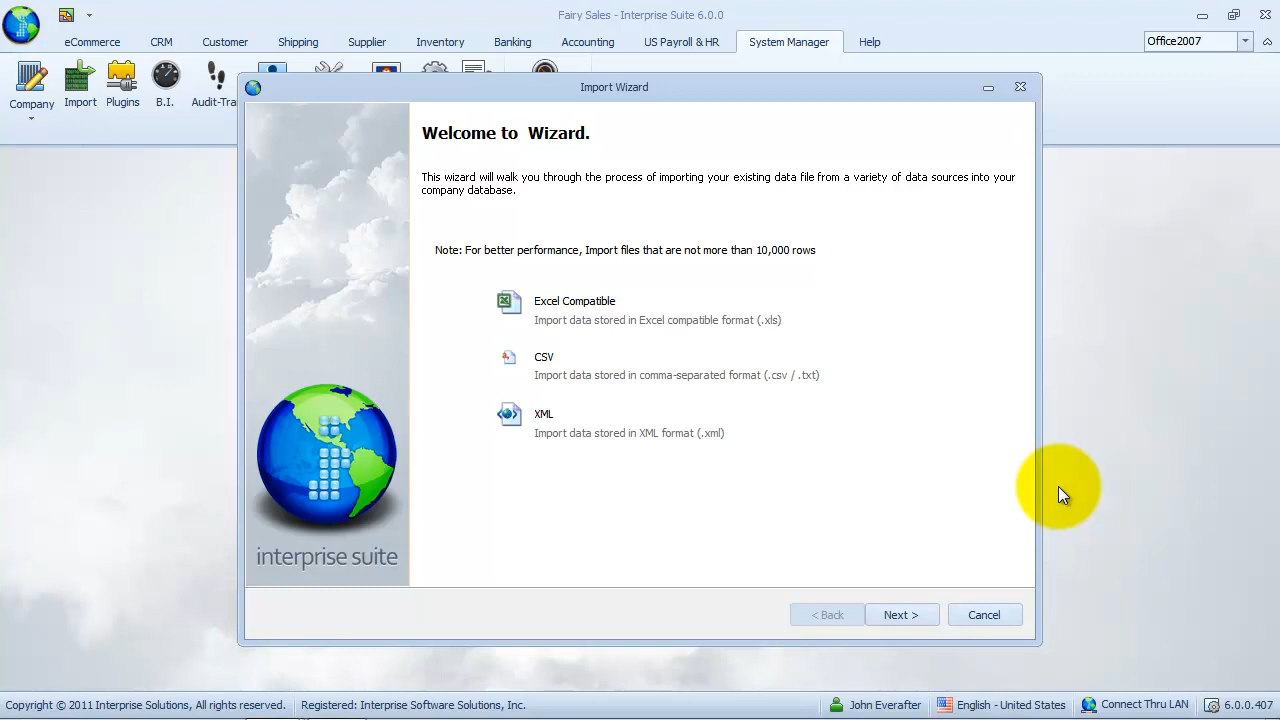 Fairy Sales - Interprise Suite 6.0.0
eCommerce CRM Customer Shipping Supplier Inventory Banking Accounting US Payroll & HR System Manager Help Office2007
Company Import Plugins B.I. Audit-Tra
Import Wizard
Welcome to Wizard.
This wizard will walk you through the process of importing your existing data file from a variety of data sources into your
company database.
Note: For better performance, Import files that are not more than 10,000 rows
Excel Compatible
Import data stored in Excel compatible format (.xls)
CSV
Import data stored in comma-separated format (.csv / .txt)
XML
Import data stored in XML format (.xml)
interprise suite
< Back Next > Cancel
Copyright © 2011 Interprise Solutions, All rights reserved. Registered: Interprise Software Solutions, Inc. John Everafter English - United States Connect Thru LAN 6.0.0.407